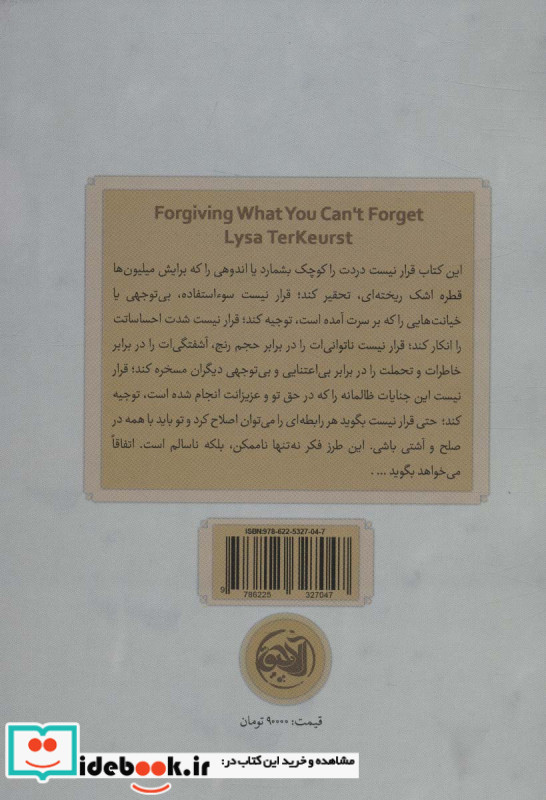 Forgiving What You Can't Forget
Lysa TerKeurst
این کتاب قرار نیست دردت را کوچک بشمارد یا اندوهی را که برایش میلیون‌ها
قطره اشک ریخته‌ای، تحقیر کند؛ قرار نیست سوءاستفاده، بی‌توجهی یا
خیانت‌هایی را که بر سرت آمده است، توجیه کند؛ قرار نیست شدت احساساتت
را انکار کند؛ قرار نیست ناتوانی‌ات را در برابر حجم رنج، آشفتگی‌ات را در برابر
خاطرات و تحملت را در برابر بی‌اعتنایی و بی‌توجهی دیگران مسخره کند؛ قرار
نیست این جنایات ظالمانه را که در حق تو و عزیزانت انجام شده است، توجیه
کند؛ حتی قرار نیست بگوید هر رابطه‌ای را می‌توان اصلاح کرد و تو باید با همه در
صلح و آشتی باشی. این طرز فکر نه‌تنها ناممکن، بلکه ناسالم است. اتفاقاً
می‌خواهد بگوید ... .
ISBN:978-622-5327-04-7
9 786225 327047
قیمت: ۹۰۰۰۰ تومان
مشاهده و خرید این کتاب در:
idebook.ir